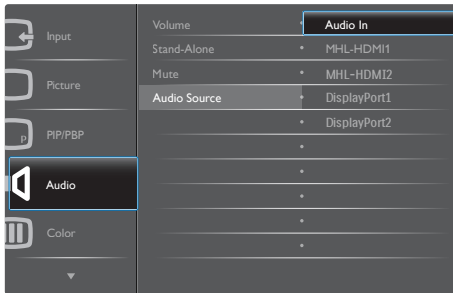 Input
Picture
P
PIP/PBP
Audio
Color
Volume
Stand-Alone
Mute
Audio Source
Audio In
MHL-HDMI1
MHL-HDMI2
DisplayPort1
DisplayPort2